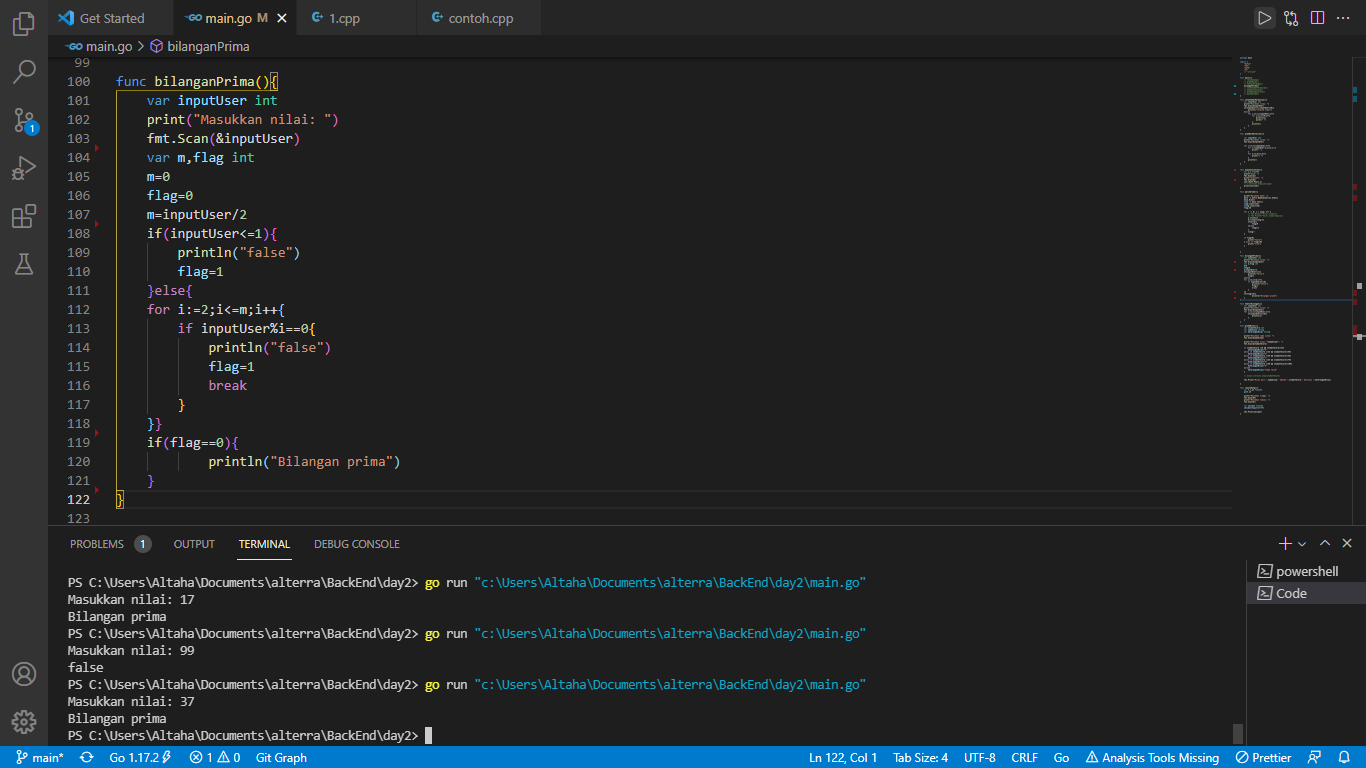 Get Started
main.go M
1.cpp
contoh.cpp
main.go > bilanganPrima
99
100 func bilanganPrima(){
101 var inputUser int
102 print("Masukkan nilai: ")
103 fmt.Scan(&inputUser)
104 var m,flag int
105 m=0
106 flag=0
107 m=inputUser/2
108 if(inputUser<=1){
109 println("false")
110 flag=1
111 }else{
112 for i:=2;i<=m;i++{
113 if inputUser%i==0{
114 println("false")
115 flag=1
116 break
117 }
118 }}
119 if(flag==0){
120 println("Bilangan prima")
121 }
122 }
123
PROBLEMS 1 OUTPUT TERMINAL DEBUG CONSOLE
PS C:\Users\Altaha\Documents\alterra\BackEnd\day2> go run "c:\Users\Altaha\Documents\alterra\BackEnd\day2\main.go"
Masukkan nilai: 17
Bilangan prima
PS C:\Users\Altaha\Documents\alterra\BackEnd\day2> go run "c:\Users\Altaha\Documents\alterra\BackEnd\day2\main.go"
Masukkan nilai: 99
false
PS C:\Users\Altaha\Documents\alterra\BackEnd\day2> go run "c:\Users\Altaha\Documents\alterra\BackEnd\day2\main.go"
Masukkan nilai: 37
Bilangan prima
PS C:\Users\Altaha\Documents\alterra\BackEnd\day2>
powershell
Code
1
main* Go 1.17.2 1 0 Git Graph Ln 122, Col 1 Tab Size: 4 UTF-8 CRLF Go Analysis Tools Missing Prettier